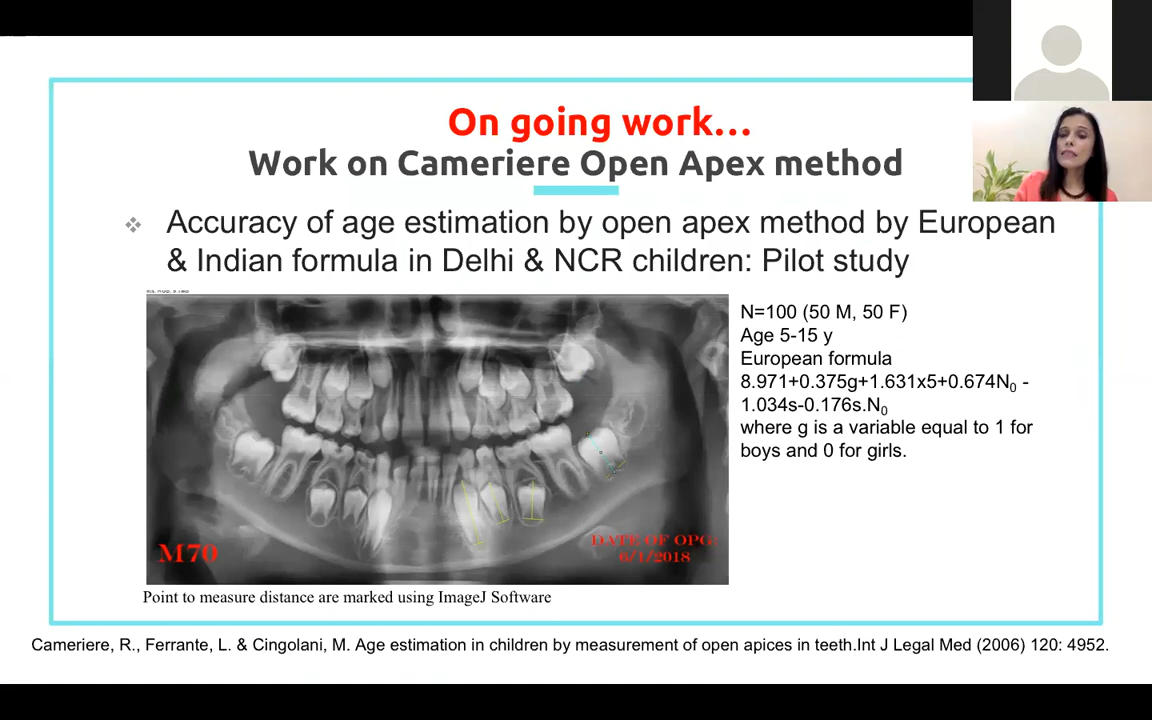 On going work...
Work on Cameriere Open Apex method
❖ Accuracy of age estimation by open apex method by European
& Indian formula in Delhi & NCR children: Pilot study
N=100 (50 M, 50 F)
Age 5-15 y
European formula
8.971+0.375g+1.631x5+0.674N₀ -
1.034s-0.176s.N₀
where g is a variable equal to 1 for
boys and 0 for girls.
M70
DATE OF OPG:
6/1/2018
Point to measure distance are marked using ImageJ Software
Cameriere, R., Ferrante, L. & Cingolani, M. Age estimation in children by measurement of open apices in teeth.Int J Legal Med (2006) 120: 4952.